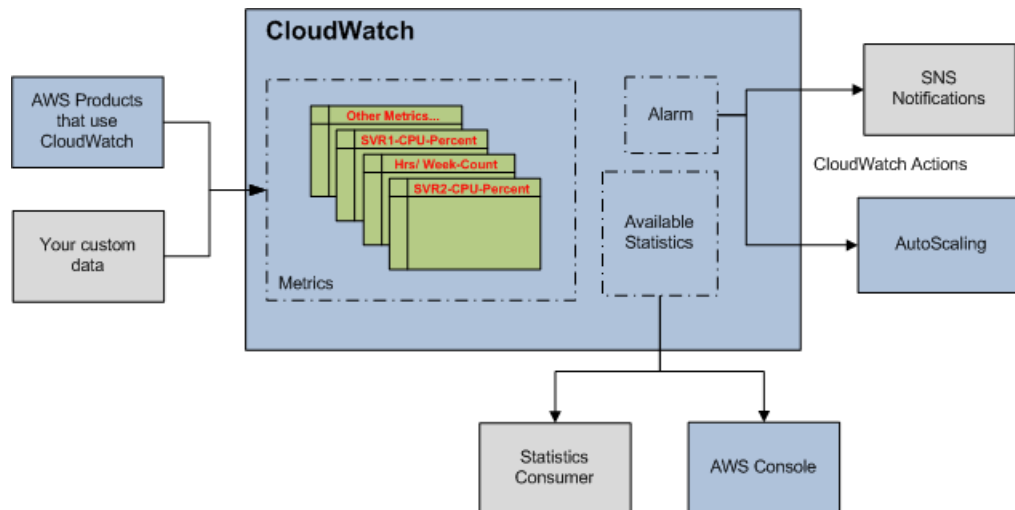 CloudWatch
AWS Products
that use
CloudWatch
Your custom
data
Other Metrics...
SVR1-CPU-Percent
Hrs/ Week-Count
SVR2-CPU-Percent
Metrics
Alarm
Available
Statistics
SNS
Notifications
CloudWatch Actions
AutoScaling
Statistics
Consumer
AWS Console